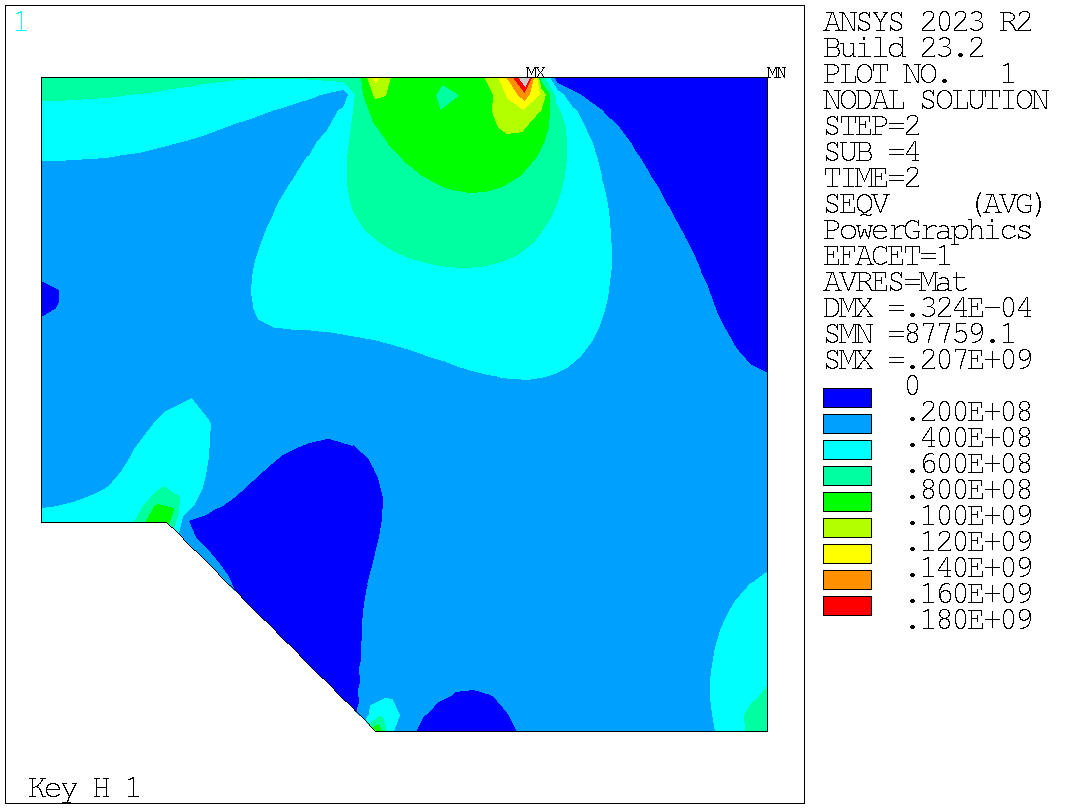 1
MX
MN
ANSYS 2023 R2
Build 23.2
PLOT NO.   1
NODAL SOLUTION
STEP=2
SUB =4
TIME=2
SEQV     (AVG)
PowerGraphics
EFACET=1
AVRES=Mat
DMX =.324E-04
SMN =87759.1
SMX =.207E+09
0
.200E+08
.400E+08
.600E+08
.800E+08
.100E+09
.120E+09
.140E+09
.160E+09
.180E+09
Key H 1